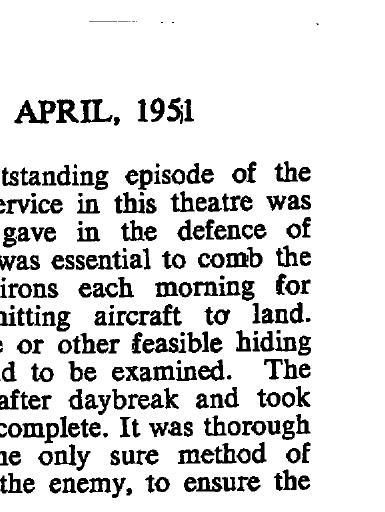 APRIL, 1951
tstanding episode of the
ervice in this theatre was
gave in the defence of
was essential to comb the
irons each morning for
nitting aircraft to land.
e or other feasible hiding
d to be examined. The
after daybreak and took
complete. It was thorough
ne only sure method of
the enemy, to ensure the